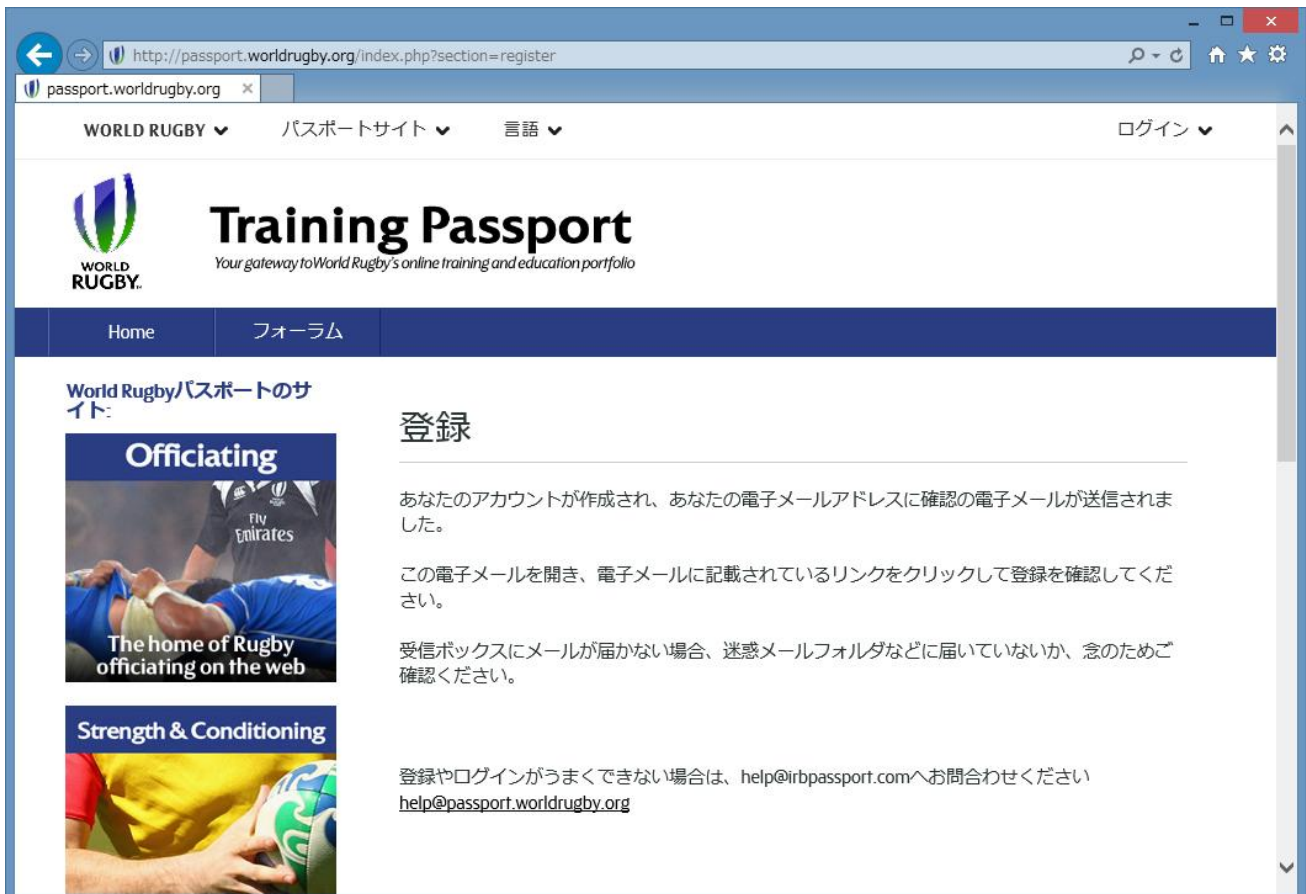 http://passport.worldrugby.org/index.php?section=register
passport.worldrugby.org
WORLD RUGBY パスポートサイト 言語 ログイン
WORLD
RUGBY.
Training Passport
Your gateway to World Rugby's online training and education portfolio
Home フォーラム
World Rugbyパスポートのサ
イト:
Officiating
Fly
Emirates
The home of Rugby
officiating on the web
Strength & Conditioning
登録
あなたのアカウントが作成され、あなたの電子メールアドレスに確認の電子メールが送信されま
した。
この電子メールを開き、電子メールに記載されているリンクをクリックして登録を確認してくだ
さい。
受信ボックスにメールが届かない場合、迷惑メールフォルダなどに届いていないか、念のためご
確認ください。
登録やログインがうまくできない場合は、help@irbpassport.comへお問合わせください
help@passport.worldrugby.org